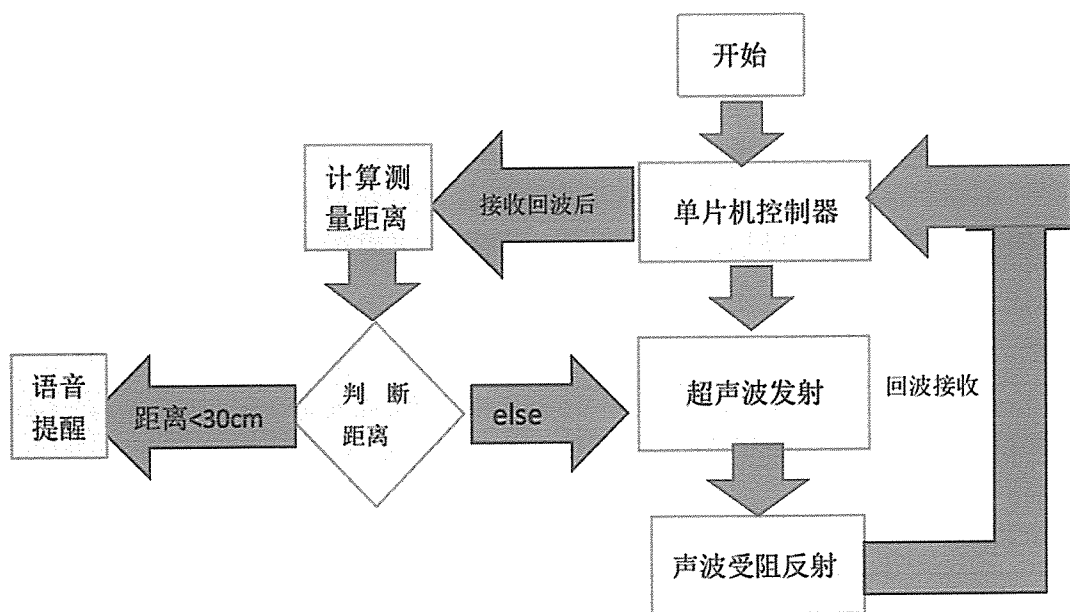 开始
计算测
量距离
接收回波后
单片机控制器
语音
提醒
距离<30cm
判 断
距离
else
超声波发射
回波接收
声波受阻反射